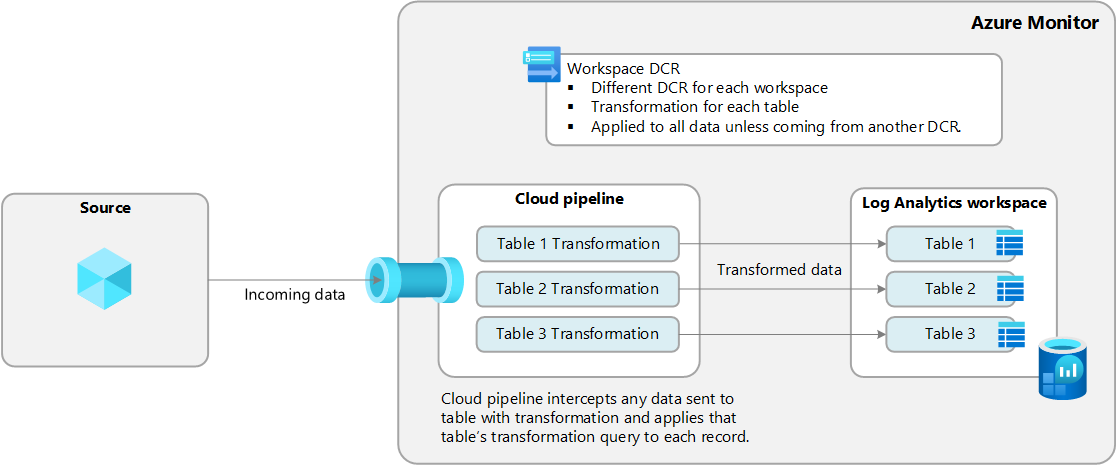 Azure Monitor
Workspace DCR
▪ Different DCR for each workspace
▪ Transformation for each table
▪ Applied to all data unless coming from another DCR.
Source
Incoming data
Cloud pipeline
Table 1 Transformation
Table 2 Transformation
Table 3 Transformation
Transformed data
Log Analytics workspace
Table 1
Table 2
Table 3
Cloud pipeline intercepts any data sent to
table with transformation and applies that
table’s transformation query to each record.